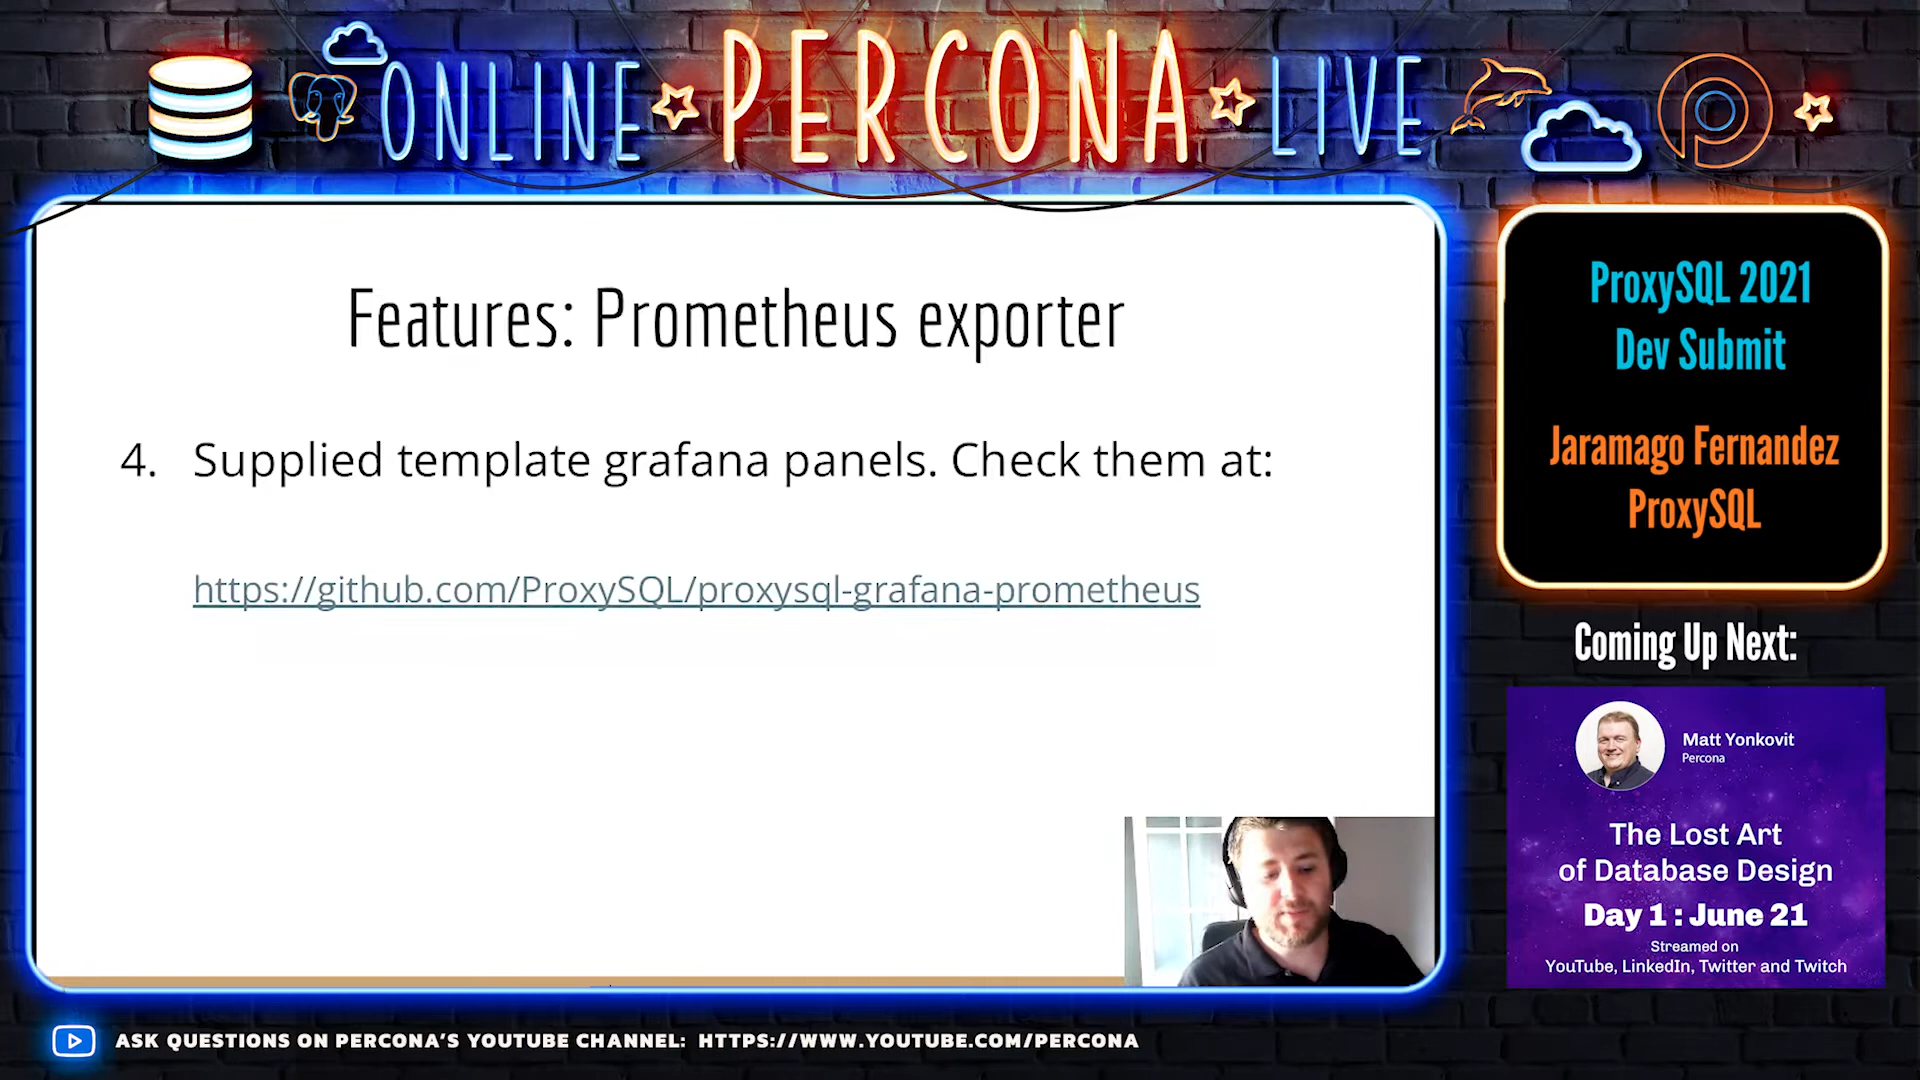 ONLINE PERCONA LIVE
Features: Prometheus exporter
4. Supplied template grafana panels. Check them at:
https://github.com/ProxySQL/proxysql-grafana-prometheus
ProxySQL 2021
Dev Submit
Jaramago Fernandez
ProxySQL
Coming Up Next:
Matt Yonkovit
Percona
The Lost Art
of Database Design
Day 1 : June 21
Streamed on
YouTube, LinkedIn, Twitter and Twitch
ASK QUESTIONS ON PERCONA'S YOUTUBE CHANNEL: HTTPS://WWW.YOUTUBE.COM/PERCONA